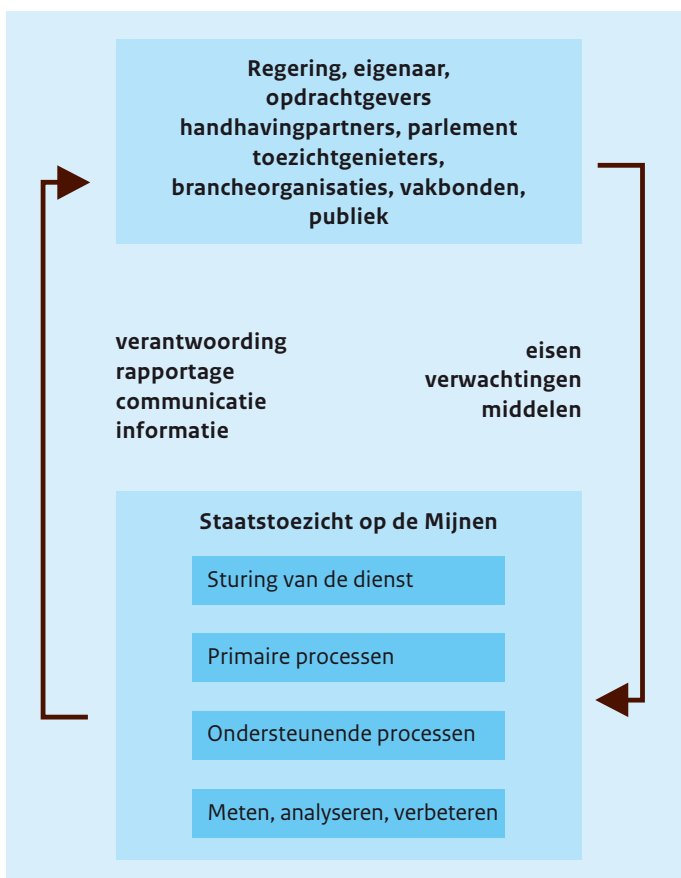 Regering, eigenaar,
opdrachtgevers
handhavingpartners, parlement
toezichtgenieters,
brancheorganisaties, vakbonden,
publiek
verantwoording
rapportage
communicatie
informatie
eisen
verwachtingen
middelen
Staatstoezicht op de Mijnen
Sturing van de dienst
Primaire processen
Ondersteunende processen
Meten, analyseren, verbeteren